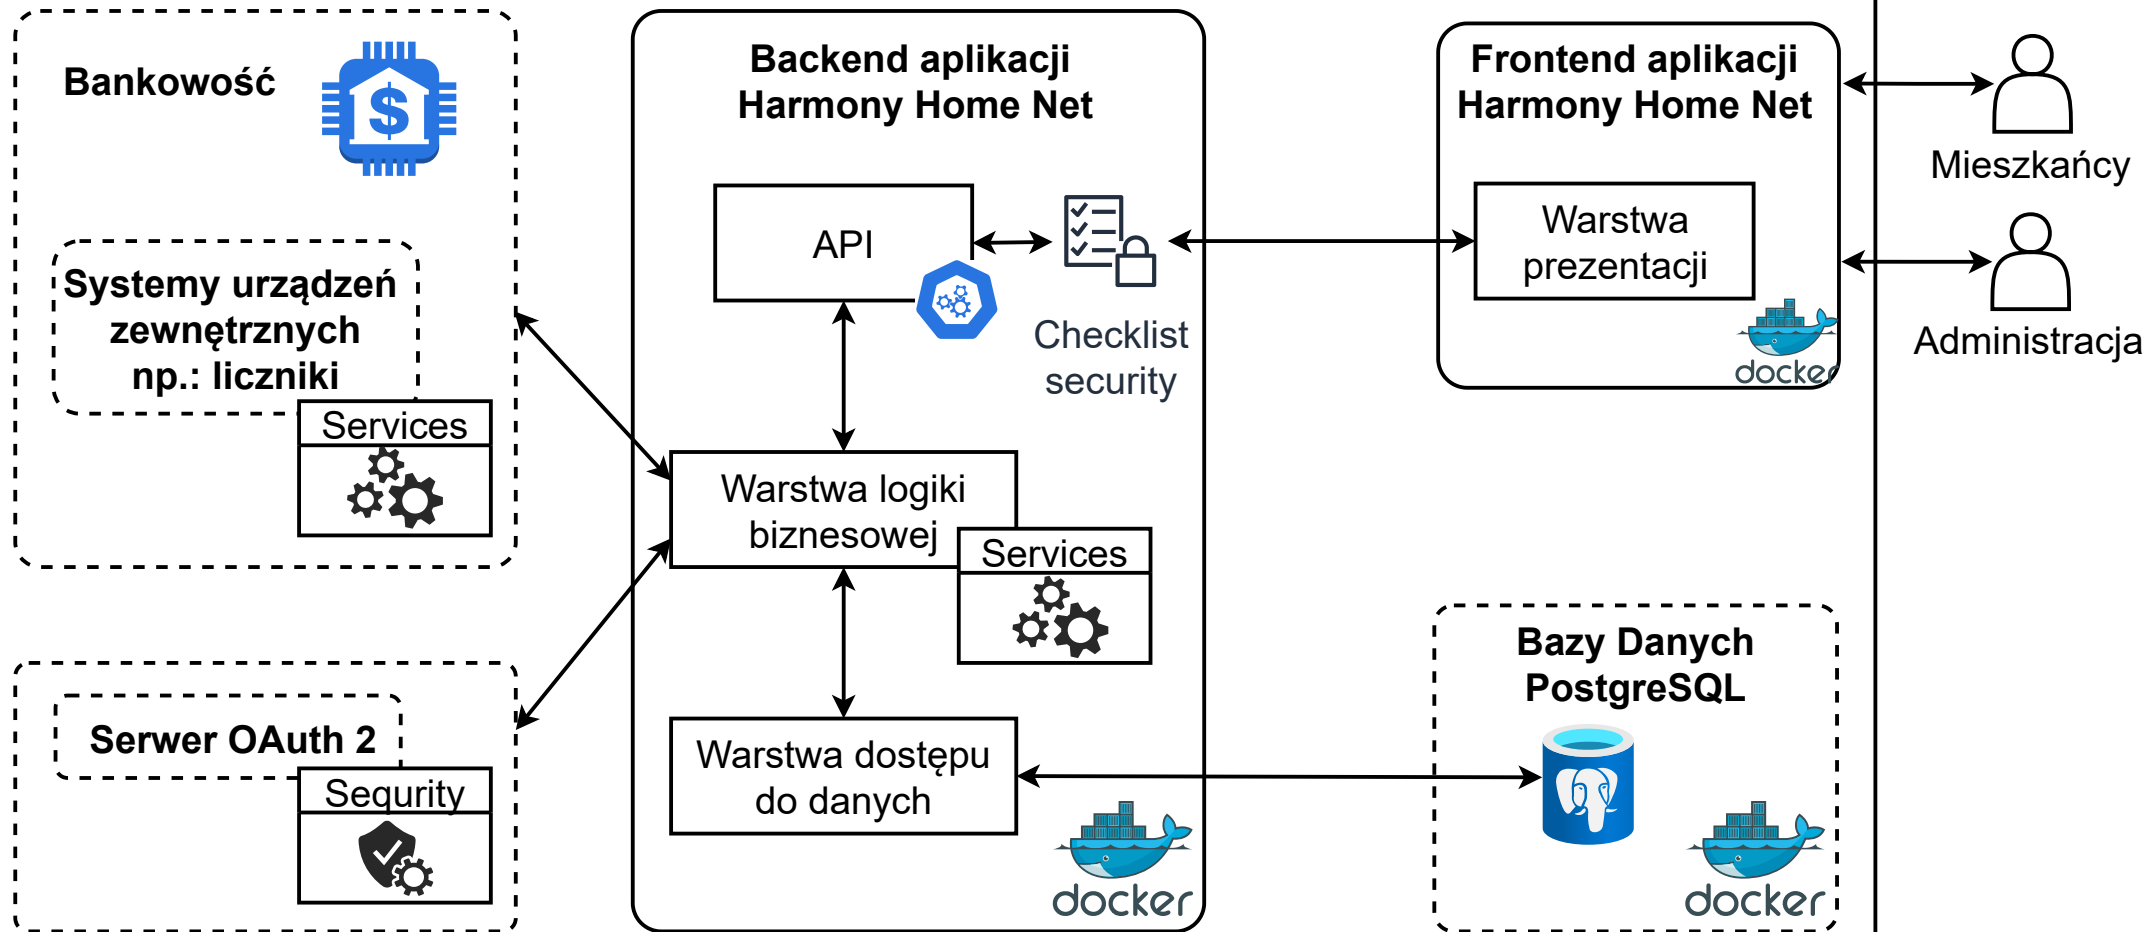 Bankowość
Systemy urządzeń
zewnętrznych
np.: liczniki
Services
Serwer OAuth 2
Sequrity
Backend aplikacji
Harmony Home Net
API
Checklist
security
Warstwa logiki
biznesowej
Services
Warstwa dostępu
do danych
docker
Frontend aplikacji
Harmony Home Net
Warstwa
prezentacji
docker
Bazy Danych
PostgreSQL
docker
Mieszkańcy
Administracja